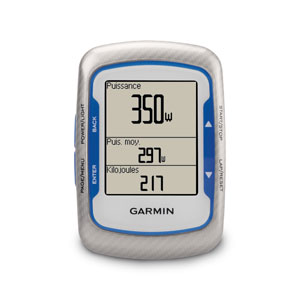 Puissance
350w
Puis. moy.
297w
Kilojoules
217
GARMIN
POWER/LIGHT
BACK
PAGE/MENU
ENTER
START/STOP
LAP/RESET